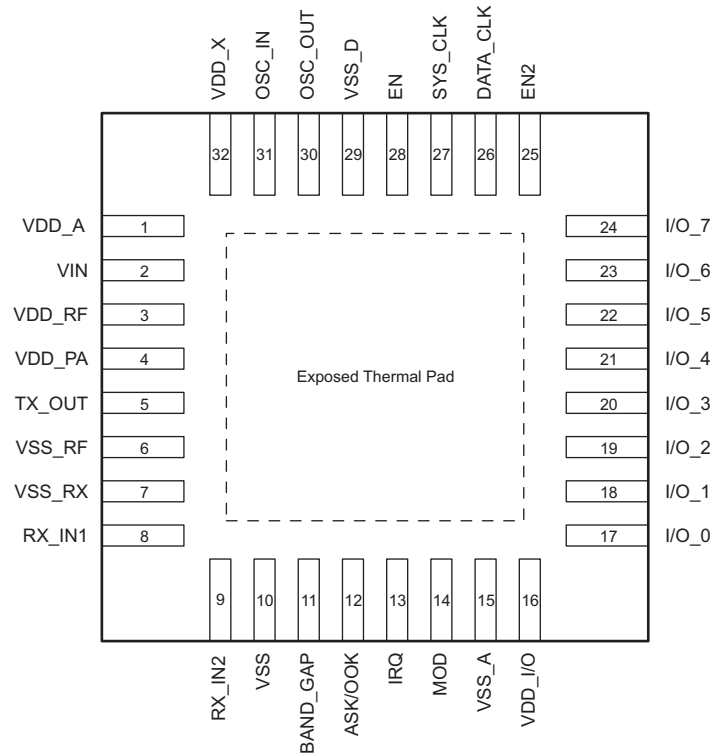 VDD_X
OSC_IN
OSC_OUT
VSS_D
EN
SYS_CLK
DATA_CLK
EN2
32
31
30
29
28
27
26
25
VDD_A 1
VIN 2
VDD_RF 3
VDD_PA 4
TX_OUT 5
VSS_RF 6
VSS_RX 7
RX_IN1 8
Exposed Thermal Pad
24 I/O_7
23 I/O_6
22 I/O_5
21 I/O_4
20 I/O_3
19 I/O_2
18 I/O_1
17 I/O_0
9
10
11
12
13
14
15
16
RX_IN2
VSS
BAND_GAP
ASK/OOK
IRQ
MOD
VSS_A
VDD_I/O